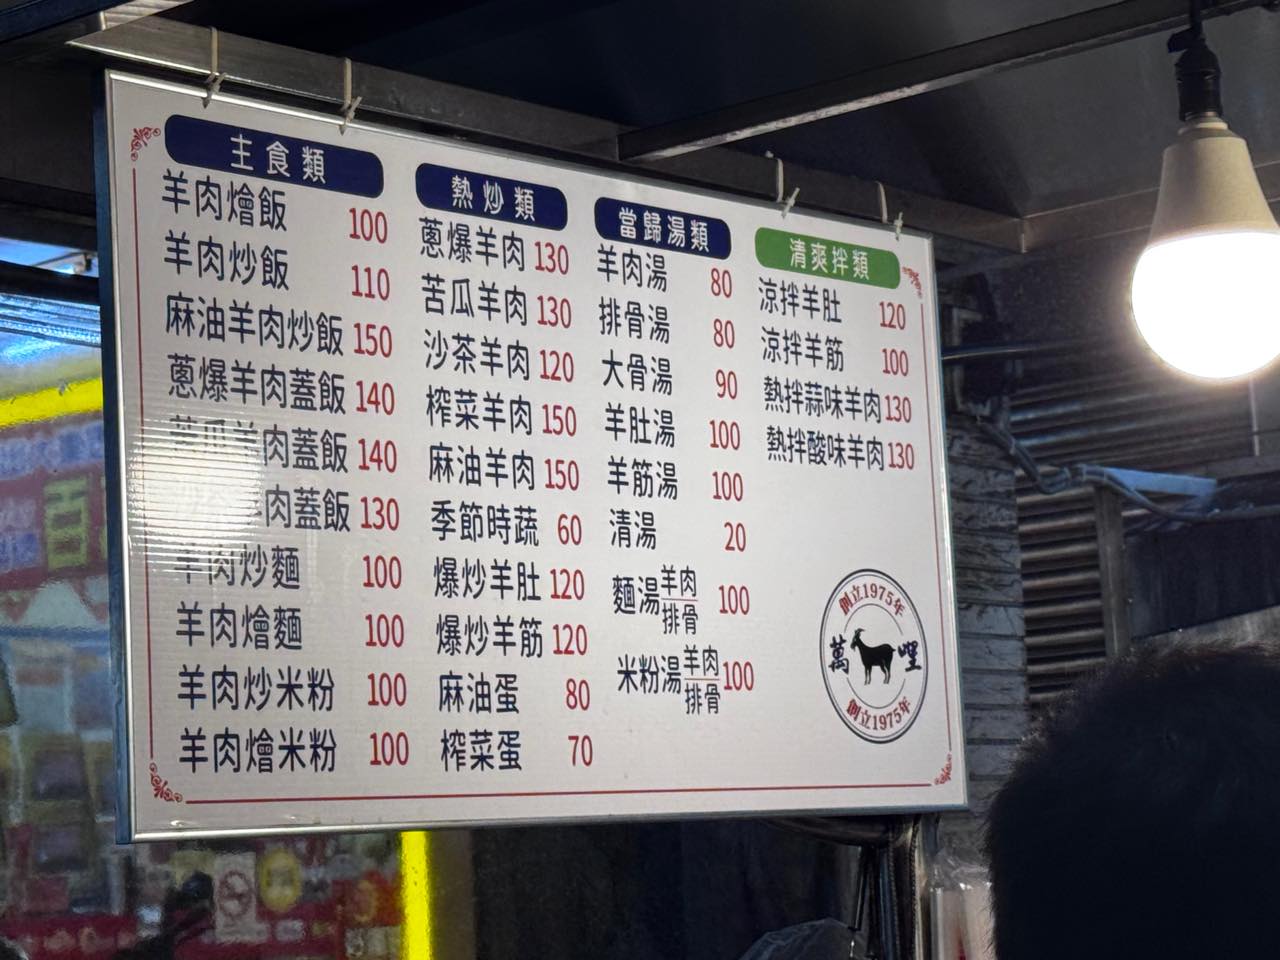 主食類
羊肉燴飯 100
羊肉炒飯 110
麻油羊肉炒飯 150
蔥爆羊肉蓋飯 140
苦瓜羊肉蓋飯 140
羊肉蓋飯 130
羊肉炒麵 100
羊肉燴麵 100
羊肉炒米粉 100
羊肉燴米粉 100
熱炒類
蔥爆羊肉 130
苦瓜羊肉 130
沙茶羊肉 120
榨菜羊肉 150
麻油羊肉 150
季節時蔬 60
爆炒羊肚 120
爆炒羊筋 120
麻油蛋 80
榨菜蛋 70
當歸湯類
羊肉湯 80
排骨湯 80
大骨湯 90
羊肚湯 100
羊筋湯 100
清湯 20
麵湯 羊肉 排骨 100
米粉湯 羊肉 排骨 100
清爽拌類
涼拌羊肚 120
涼拌羊筋 100
熱拌蒜味羊肉 130
熱拌酸味羊肉 130
創立1975年
萬哩
創立1975年